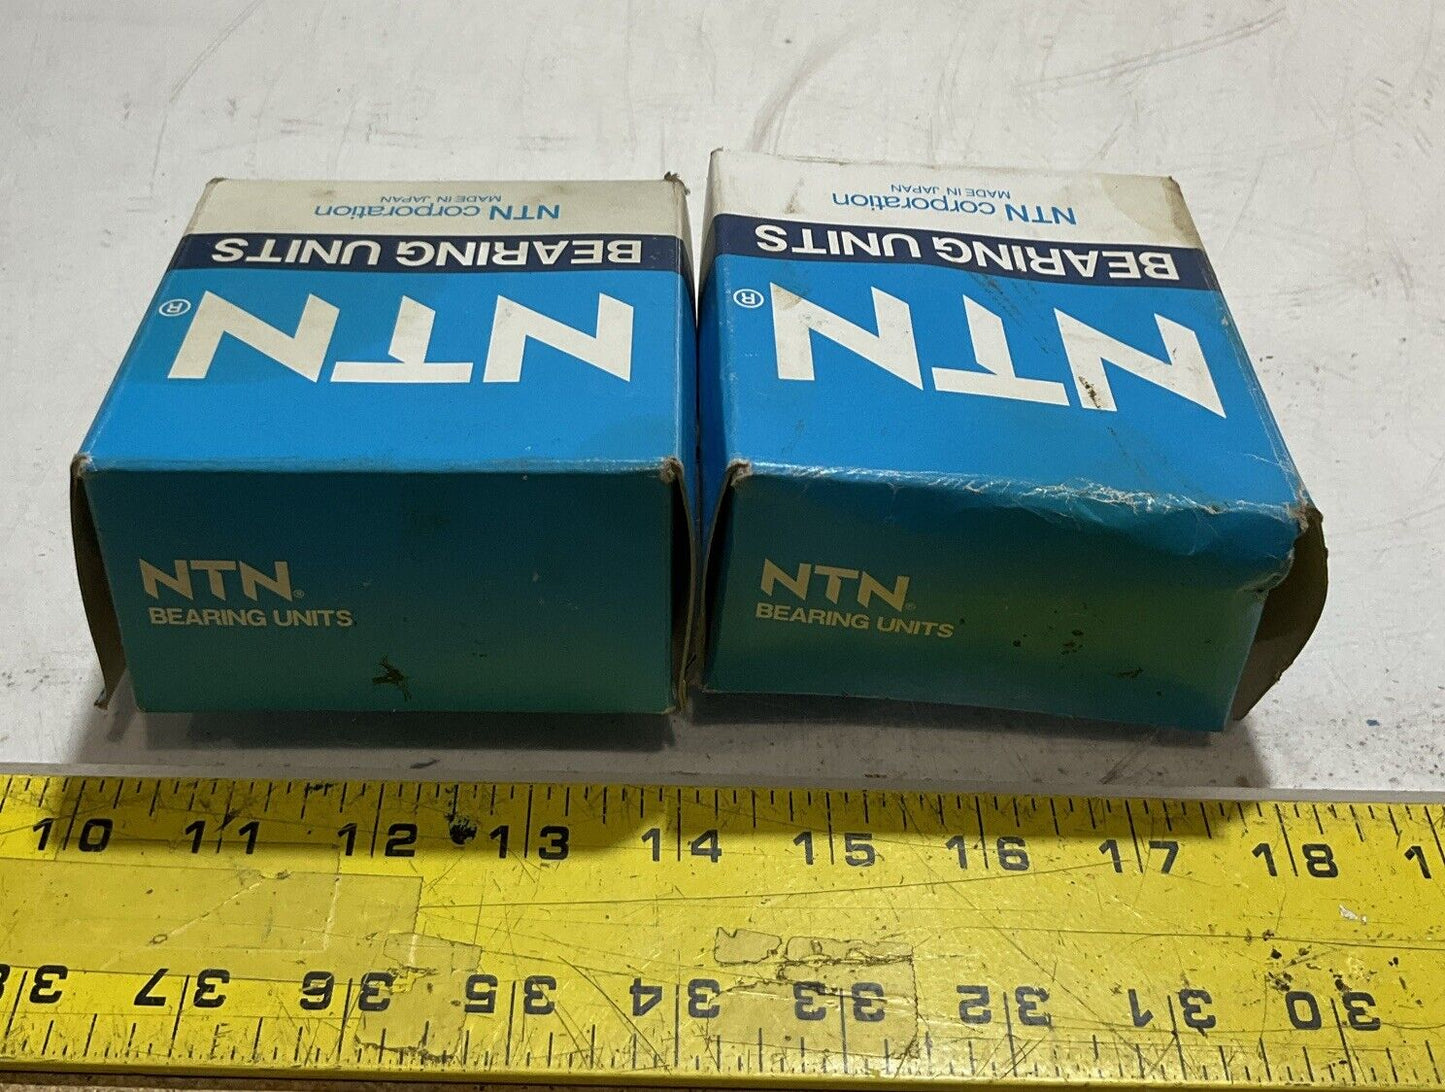 NTN corporation
MADE IN JAPAN
BEARING UNITS
NTN®
NTN®
BEARING UNITS
NTN corporation
MADE IN JAPAN
BEARING UNITS
NTN®
NTN®
BEARING UNITS
10 11 12 13 14 15 16 17 18 1
38 37 36 35 34 33 32 31 30